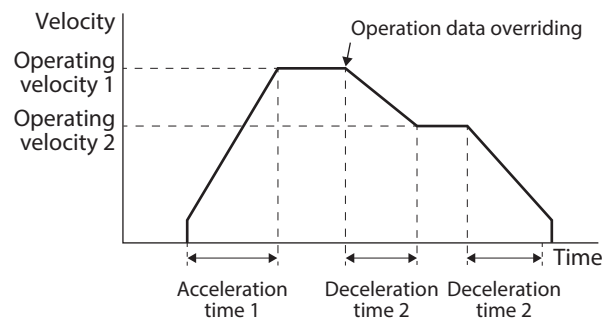 Velocity
Operation data overriding
Operating
velocity 1
Operating
velocity 2
Time
Acceleration
time 1
Deceleration
time 2
Deceleration
time 2